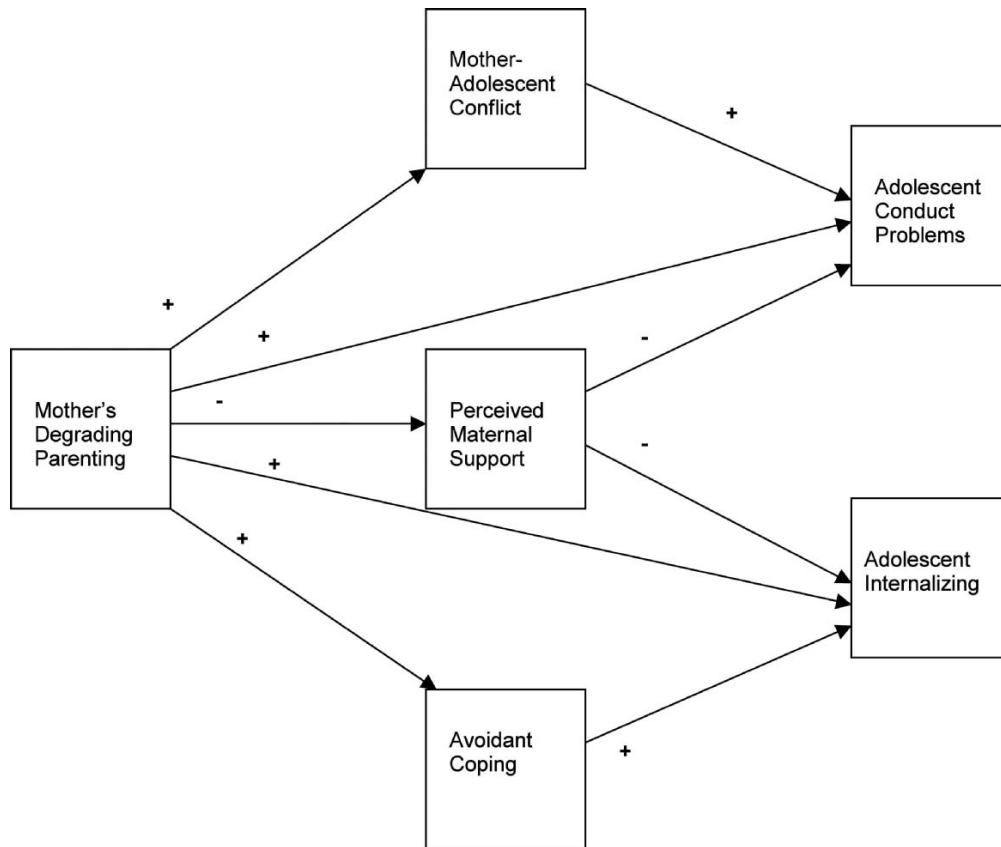 Mother-
Adolescent
Conflict
+
Adolescent
Conduct
Problems
+
+
-
-
Mother's
Degrading
Parenting
Perceived
Maternal
Support
+
-
+
Adolescent
Internalizing
Avoidant
Coping
+